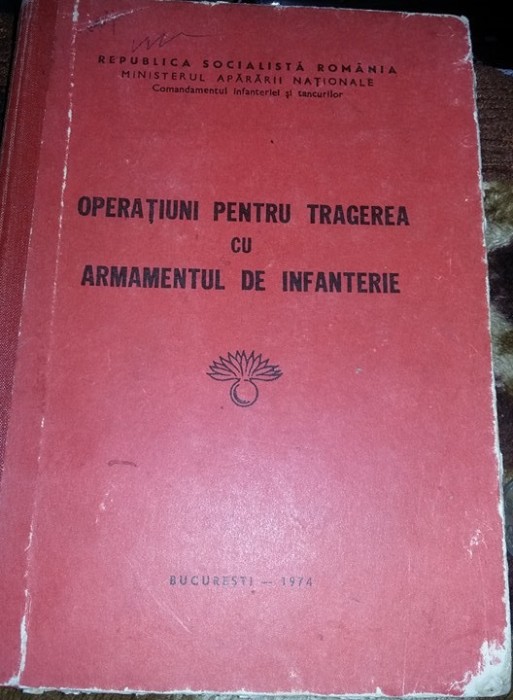 REPUBLICA SOCIALISTĂ ROMÂNIA
MINISTERUL APĂRĂRII NAȚIONALE
Comandamentul infanteriei și tancurilor
OPERAȚIUNI PENTRU TRAGEREA
CU
ARMAMENTUL DE INFANTERIE
BUCUREȘTI — 1974